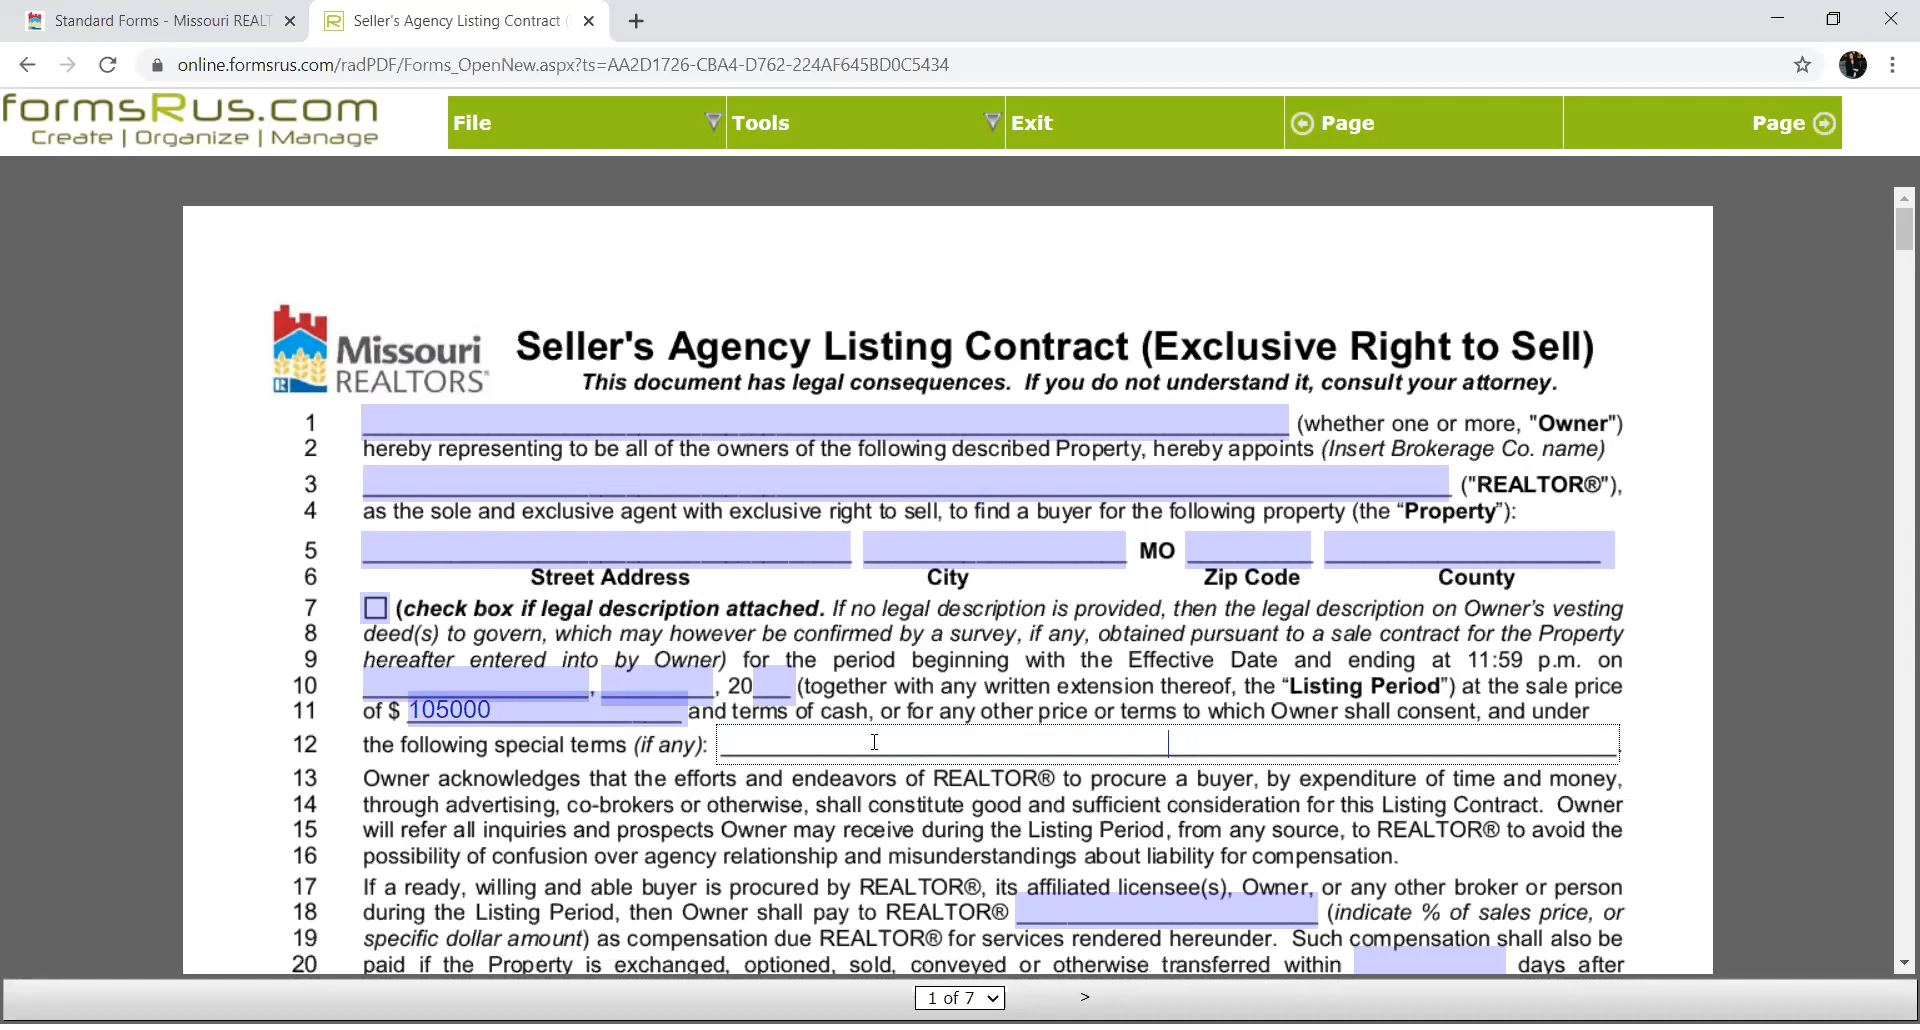 Standard Forms - Missouri REALT
Seller's Agency Listing Contract (
online.formsrus.com/radPDF/Forms_OpenNew.aspx?ts=AA2D1726-CBA4-D762-224AF645BD0C5434
formsRus.com
Create | Organize | Manage
File
Tools
Exit
Page
Page
Missouri
REALTORS®
Seller's Agency Listing Contract (Exclusive Right to Sell)
This document has legal consequences. If you do not understand it, consult your attorney.
1 (whether one or more, "Owner")
2 hereby representing to be all of the owners of the following described Property, hereby appoints (Insert Brokerage Co. name)
3 ("REALTOR®"),
4 as the sole and exclusive agent with exclusive right to sell, to find a buyer for the following property (the “Property”):
5 MO
6 Street Address City Zip Code County
7 (check box if legal description attached. If no legal description is provided, then the legal description on Owner’s vesting
8 deed(s) to govern, which may however be confirmed by a survey, if any, obtained pursuant to a sale contract for the Property
9 hereafter entered into by Owner) for the period beginning with the Effective Date and ending at 11:59 p.m. on
10 , , 20 (together with any written extension thereof, the “Listing Period”) at the sale price
11 of $ 105000 and terms of cash, or for any other price or terms to which Owner shall consent, and under
12 the following special terms (if any): .
13 Owner acknowledges that the efforts and endeavors of REALTOR® to procure a buyer, by expenditure of time and money,
14 through advertising, co-brokers or otherwise, shall constitute good and sufficient consideration for this Listing Contract. Owner
15 will refer all inquiries and prospects Owner may receive during the Listing Period, from any source, to REALTOR® to avoid the
16 possibility of confusion over agency relationship and misunderstandings about liability for compensation.
17 If a ready, willing and able buyer is procured by REALTOR®, its affiliated licensee(s), Owner, or any other broker or person
18 during the Listing Period, then Owner shall pay to REALTOR® (indicate % of sales price, or
19 specific dollar amount) as compensation due REALTOR® for services rendered hereunder. Such compensation shall also be
20 paid if the Property is exchanged, optioned, sold, conveyed or otherwise transferred within days after
1 of 7 >